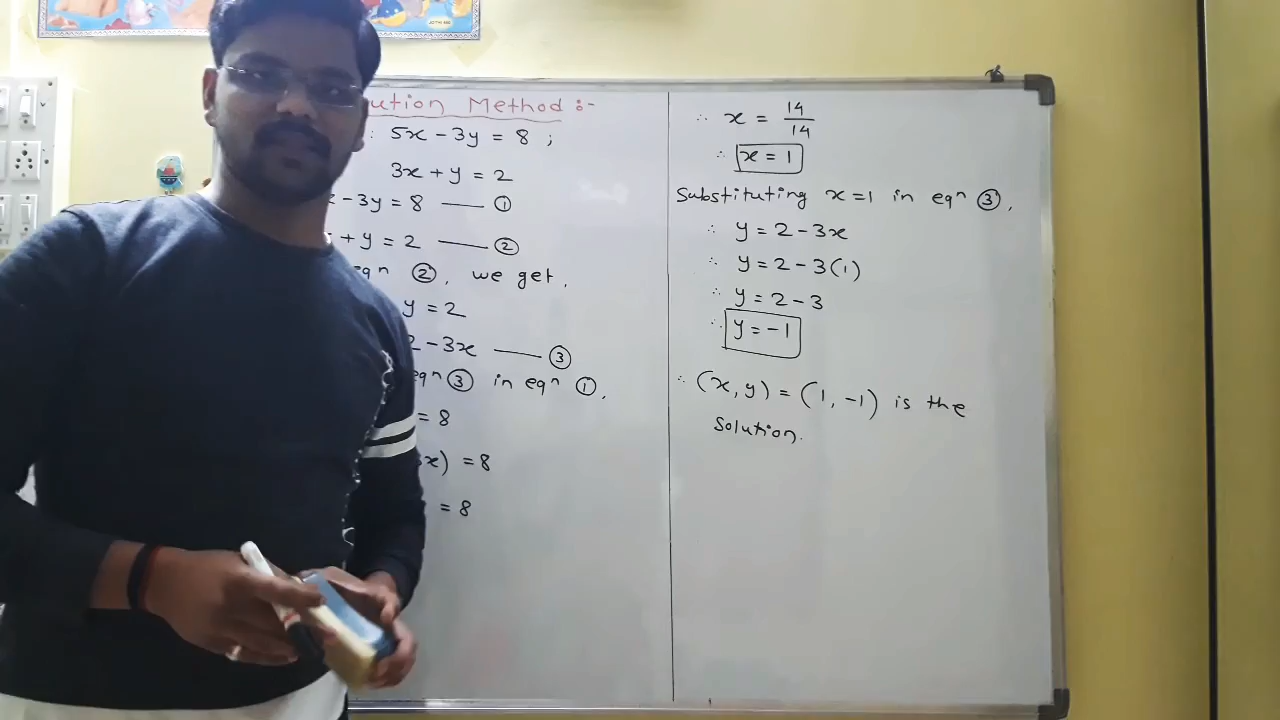 ution Method :-
: 5x - 3y = 8 ;
3x + y = 2
- 3y = 8 —— ①
+ y = 2 —— ②
eqⁿ ②, we get,
y = 2
2 - 3x —— ③
eqⁿ ③ in eqⁿ ①,
= 8
3x) = 8
= 8
∴ x = 14/14
∴ x = 1
Substituting x = 1 in eqⁿ ③,
∴ y = 2 - 3x
∴ y = 2 - 3(1)
∴ y = 2 - 3
∴ y = -1
∴ (x, y) = (1, -1) is the
Solution.